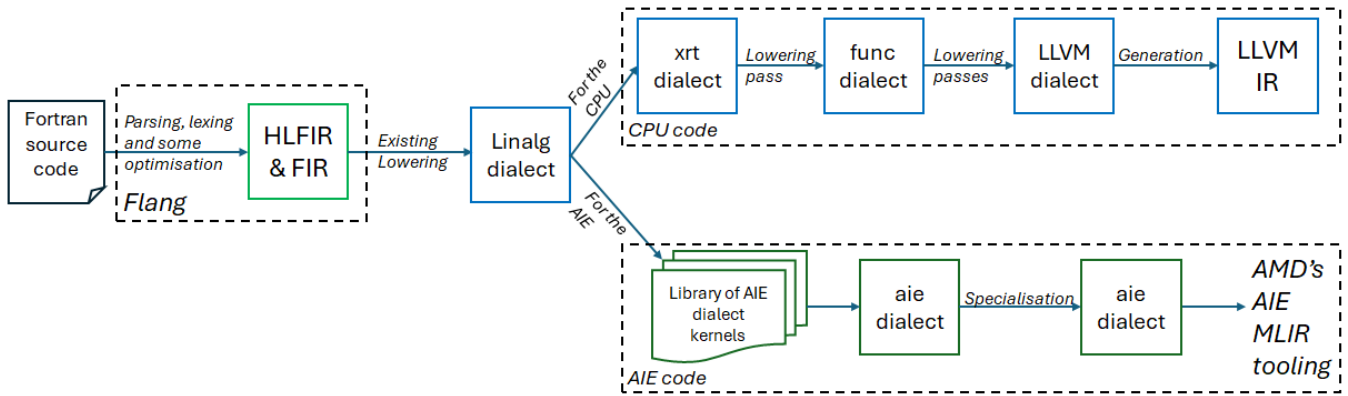 Fortran
source
code
Parsing, lexing
and some
optimisation
HLFIR
& FIR
Flang
Existing
Lowering
Linalg
dialect
For the
CPU
For the
AIE
xrt
dialect
Lowering
pass
func
dialect
Lowering
passes
LLVM
dialect
Generation
LLVM
IR
CPU code
Library of AIE
dialect
kernels
aie
dialect
Specialisation
aie
dialect
AMD's
AIE
MLIR
tooling
AIE code